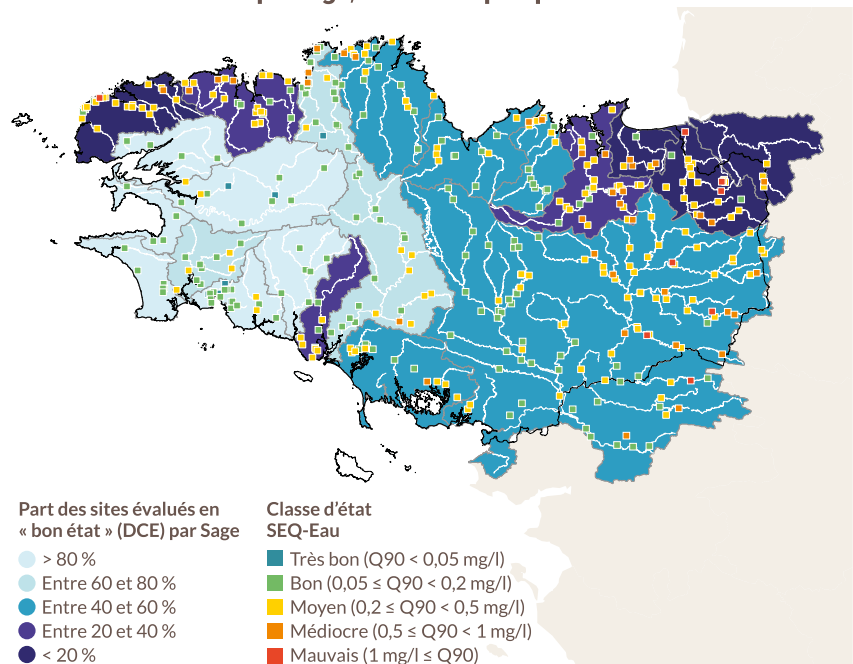 Part des sites évalués en
« bon état » (DCE) par Sage
> 80 %
Entre 60 et 80 %
Entre 40 et 60 %
Entre 20 et 40 %
< 20 %
Classe d’état
SEQ-Eau
Très bon (Q90 < 0,05 mg/l)
Bon (0,05 ≤ Q90 < 0,2 mg/l)
Moyen (0,2 ≤ Q90 < 0,5 mg/l)
Médiocre (0,5 ≤ Q90 < 1 mg/l)
Mauvais (1 mg/l ≤ Q90)